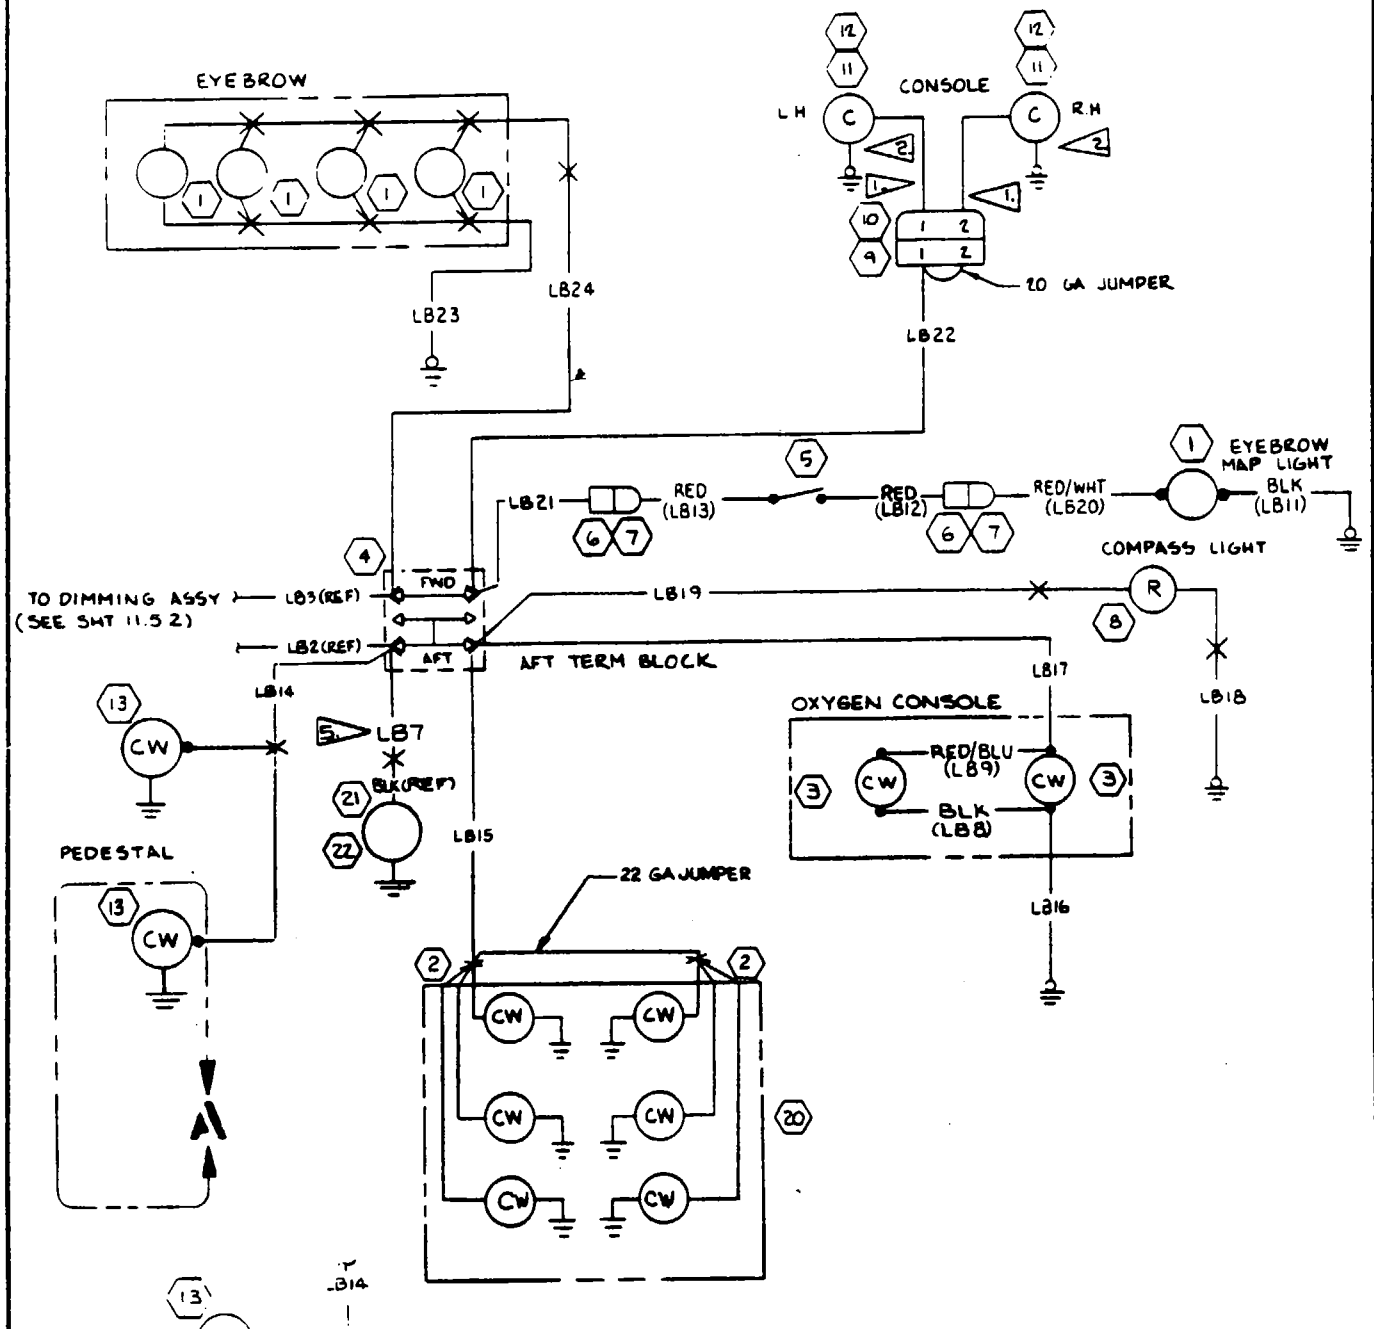 12
11
12
11
CONSOLE
EYEBROW
L H
C
C
R.H
2.
2
1.
1.
1
1
1
1
10
9
1 2
1 2
20 GA JUMPER
LB24
LB23
LB22
5
1
EYEBROW
MAP LIGHT
LB21
RED
(LB13)
RED
(LB12)
RED/WHT
(LB20)
BLK
(LB11)
6
7
6
7
4
COMPASS LIGHT
FWD
TO DIMMING ASSY
(SEE SHT 11.5 2)
LB3(REF)
LB19
R
8
LB2(REF)
AFT
AFT TERM BLOCK
LB17
LB14
LB18
13
CW
5.
LB7
OXYGEN CONSOLE
RED/BLU
(LB9)
3
CW
CW
3
BLK
(LB8)
BLK(REF)
21
22
LB15
PEDESTAL
13
CW
22 GA JUMPER
LB16
2
2
CW
CW
CW
CW
20
A
CW
CW
13
LB14